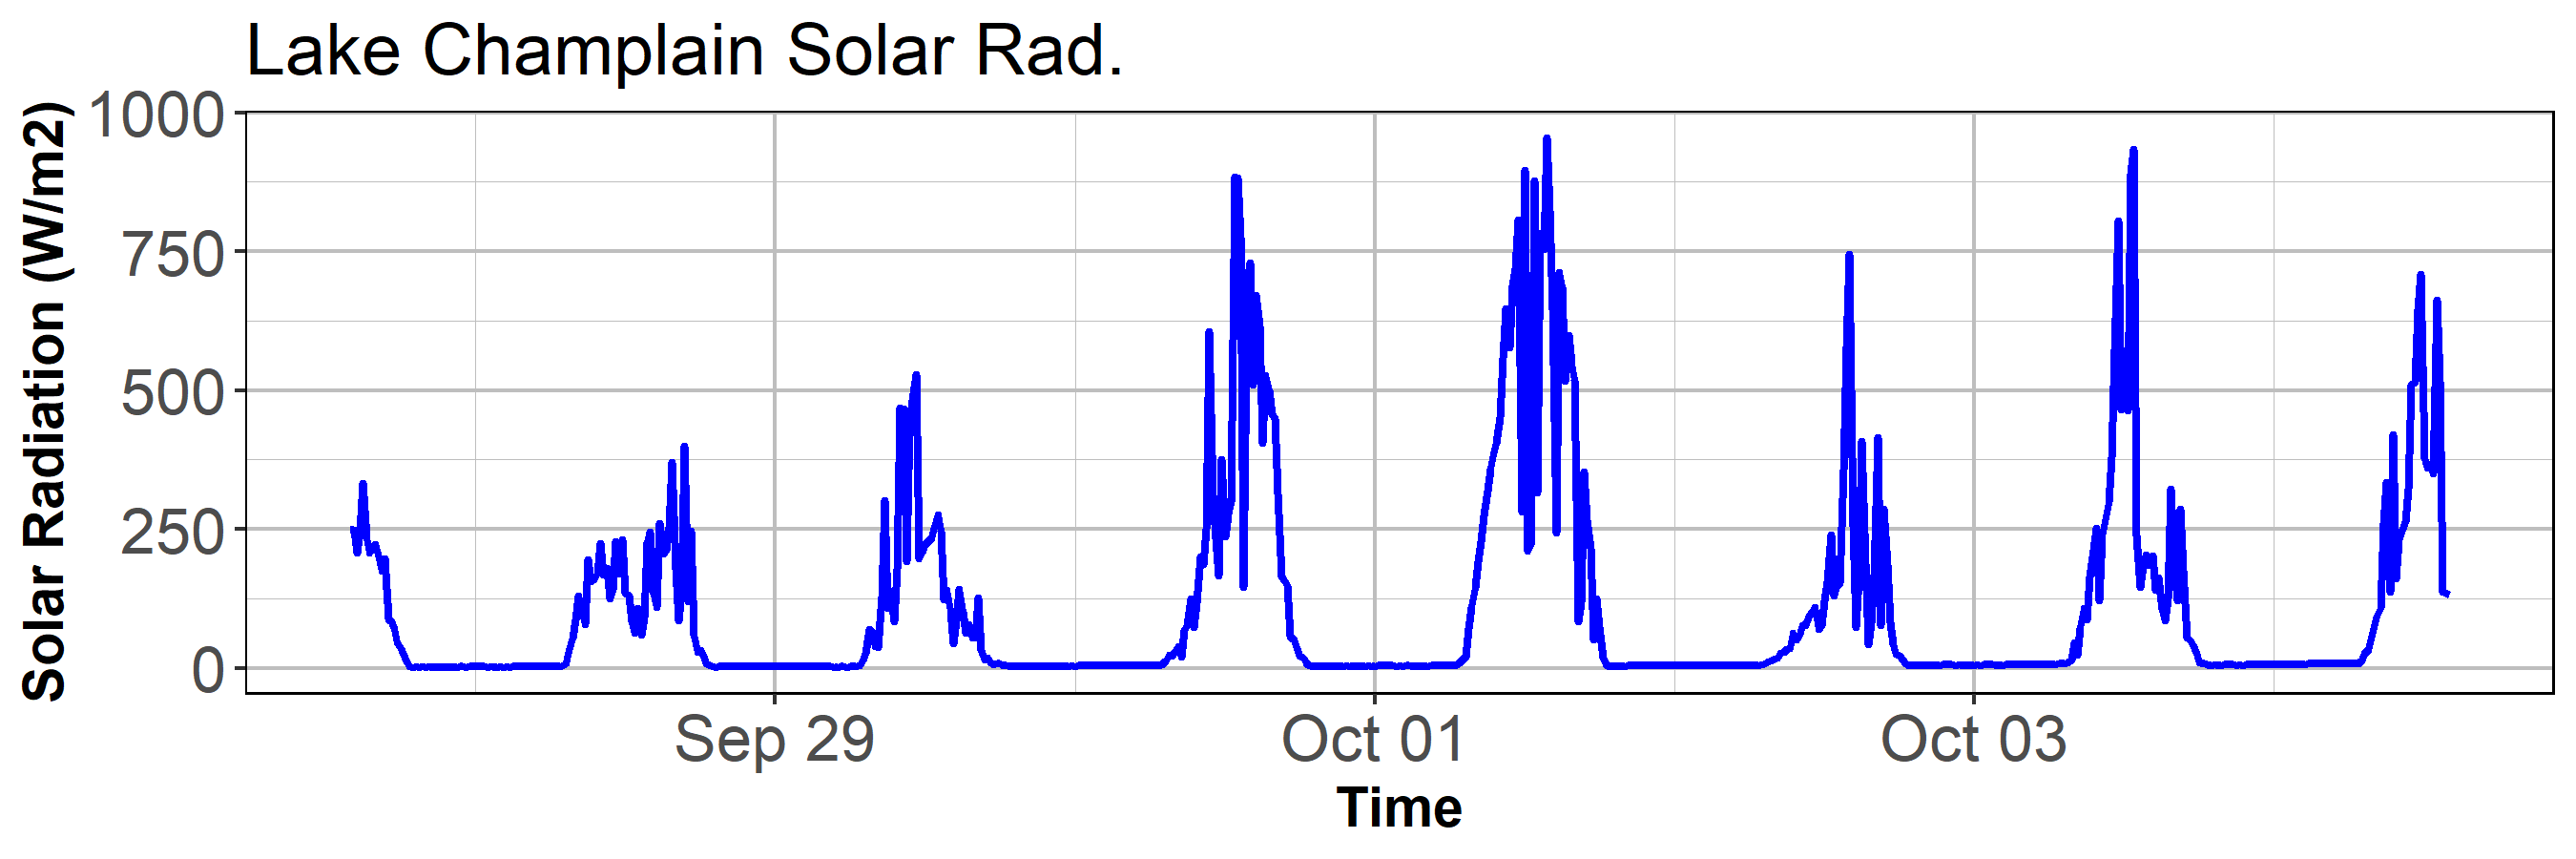 Lake Champlain Solar Rad.
Solar Radiation (W/m2)
1000
750
500
250
0
Sep 29
Oct 01
Oct 03
Time